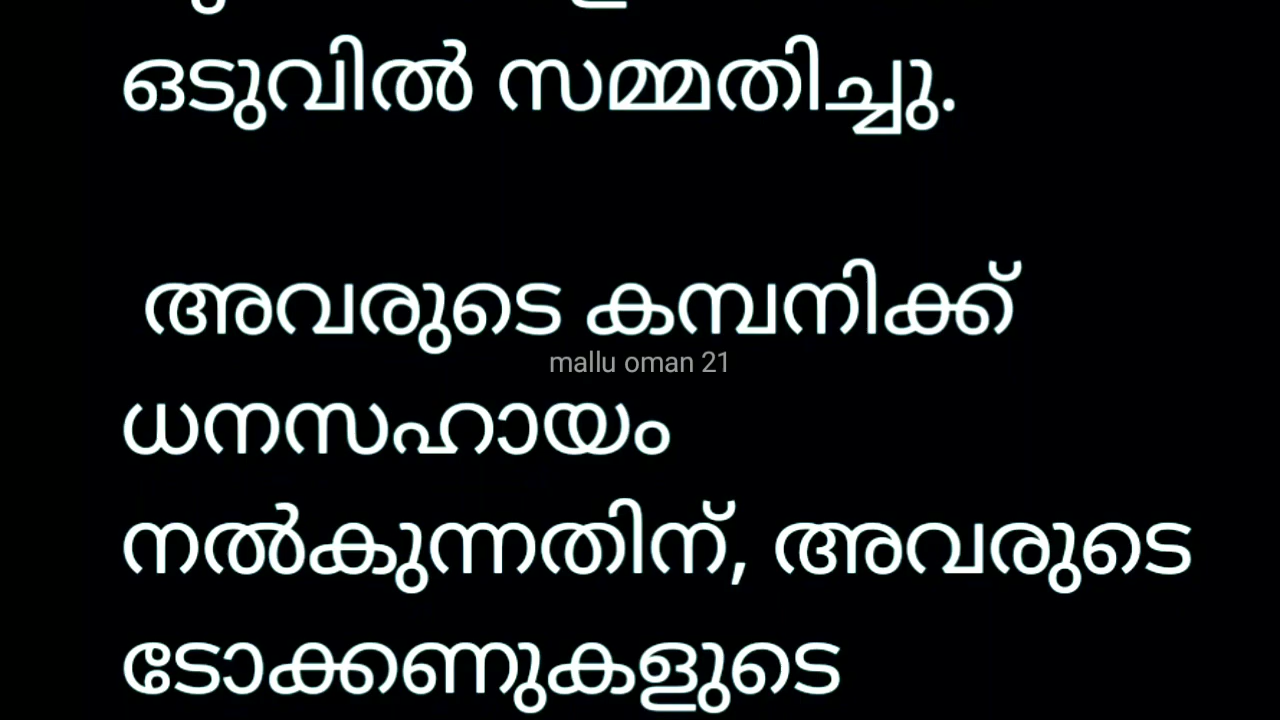 ഒടുവിൽ സമ്മതിച്ചു.
അവരുടെ കമ്പനിക്ക്
mallu oman 21
ധനസഹായം
നൽകുന്നതിന്, അവരുടെ
ടോക്കണുകളുടെ